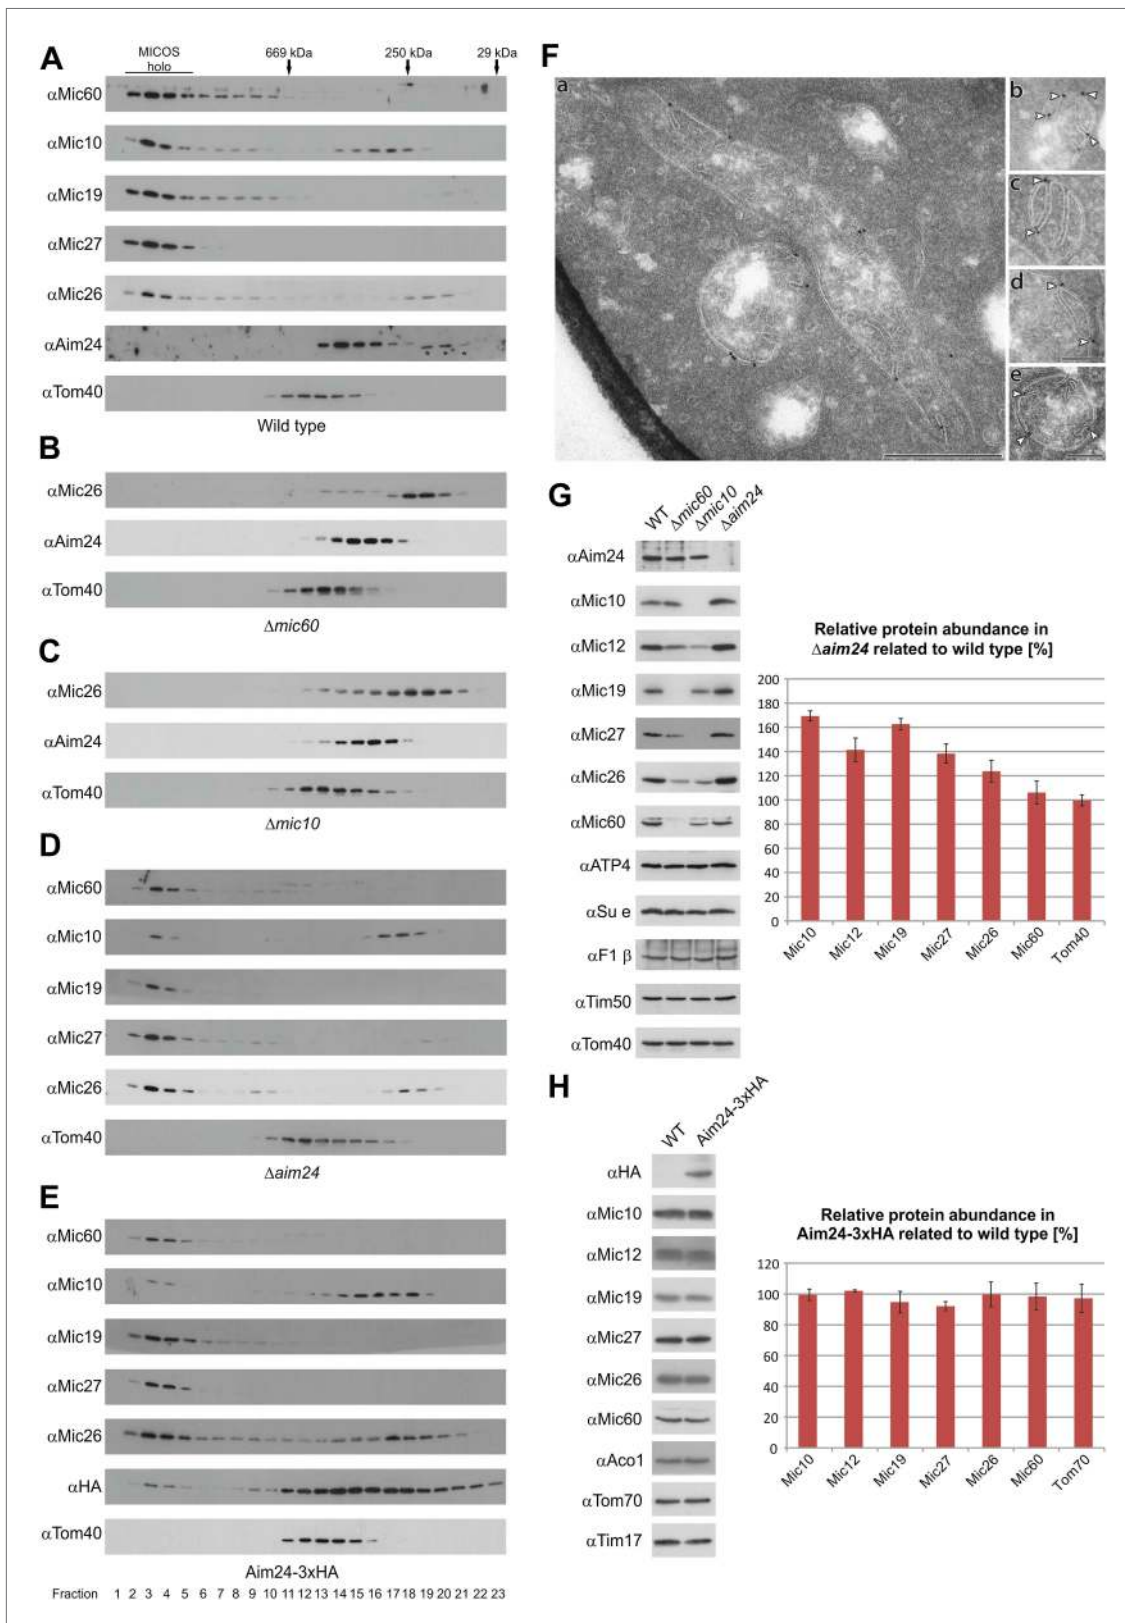 A
MICOS
holo
669 kDa
250 kDa
29 kDa
αMic60
αMic10
αMic19
αMic27
αMic26
αAim24
αTom40
Wild type
B
αMic26
αAim24
αTom40
Δmic60
C
αMic26
αAim24
αTom40
Δmic10
D
αMic60
αMic10
αMic19
αMic27
αMic26
αTom40
Δaim24
E
αMic60
αMic10
αMic19
αMic27
αMic26
αHA
αTom40
Aim24-3xHA
Fraction 1 2 3 4 5 6 7 8 9 10 11 12 13 14 15 16 17 18 19 20 21 22 23
F
a
b
c
d
e
G
WT
Δmic60
Δmic10
Δaim24
αAim24
αMic10
αMic12
αMic19
αMic27
αMic26
αMic60
αATP4
αSu e
αF1 β
αTim50
αTom40
Relative protein abundance in
Δaim24 related to wild type [%]
200
180
160
140
120
100
80
60
40
20
0
Mic10
Mic12
Mic19
Mic27
Mic26
Mic60
Tom40
H
WT
Aim24-3xHA
αHA
αMic10
αMic12
αMic19
αMic27
αMic26
αMic60
αAco1
αTom70
αTim17
Relative protein abundance in
Aim24-3xHA related to wild type [%]
120
100
80
60
40
20
0
Mic10
Mic12
Mic19
Mic27
Mic26
Mic60
Tom70